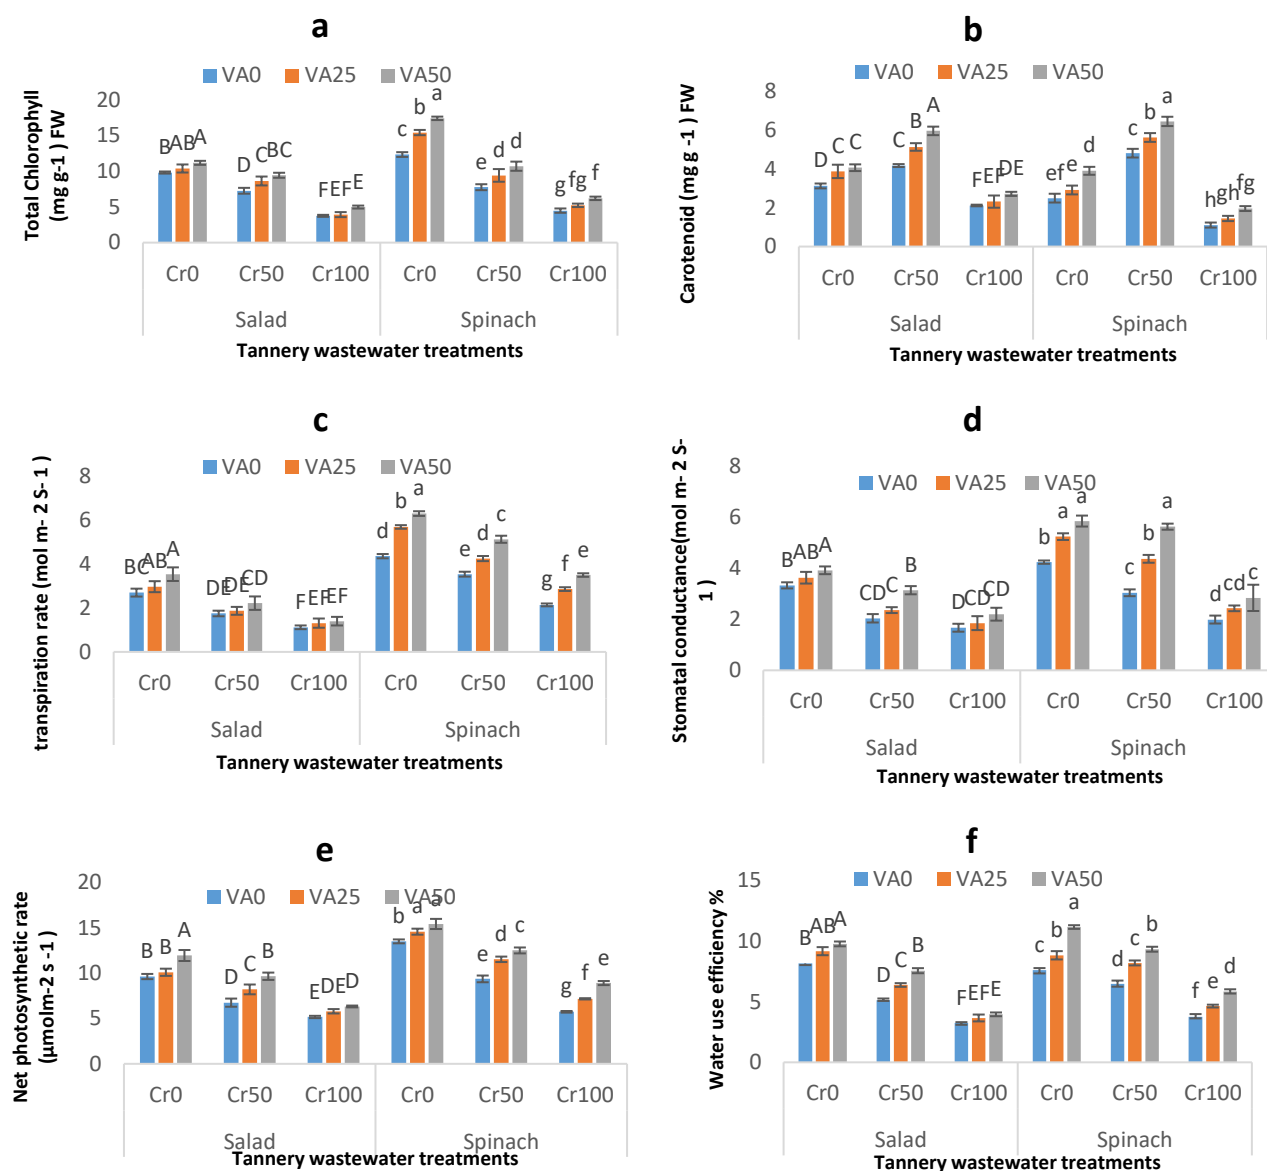 a
VA0 VA25 VA50
Total Chlorophyll
(mg g-1 ) FW
20
15
10
5
0
B AB A D C BC F EF E c b a e d d g fg f
Cr0 Cr50 Cr100 Cr0 Cr50 Cr100
Salad Spinach
Tannery wastewater treatments
b
VA0 VA25 VA50
Carotenoid (mg g -1 ) FW
8
6
4
2
0
D C C C B A F EF DE ef e d c b a h gh fg
Cr0 Cr50 Cr100 Cr0 Cr50 Cr100
Salad Spinach
Tannery wastewater treatments
c
VA0 VA25 VA50
transpiration rate (mol m- 2 S- 1 )
8
6
4
2
0
BC AB A DE DE CD F EF EF d b a e d c g f e
Cr0 Cr50 Cr100 Cr0 Cr50 Cr100
Salad Spinach
Tannery wastewater treatments
d
VA0 VA25 VA50
Stomatal conductance(mol m- 2 S-
1 )
8
6
4
2
0
B AB A CD C B D CD CD b a a c b a d cd c
Cr0 Cr50 Cr100 Cr0 Cr50 Cr100
Salad Spinach
Tannery wastewater treatments
e
VA0 VA25 VA50
Net photosynthetic rate
(µmolm-2 s -1 )
20
15
10
5
0
B B A D C B E DE D b a a e d c g f e
Cr0 Cr50 Cr100 Cr0 Cr50 Cr100
Salad Spinach
Tannery wastewater treatments
f
VA0 VA25 VA50
Water use efficiency %
15
10
5
0
B AB A D C B F EF E c b a d c b f e d
Cr0 Cr50 Cr100 Cr0 Cr50 Cr100
Salad Spinach
Tannery wastewater treatments